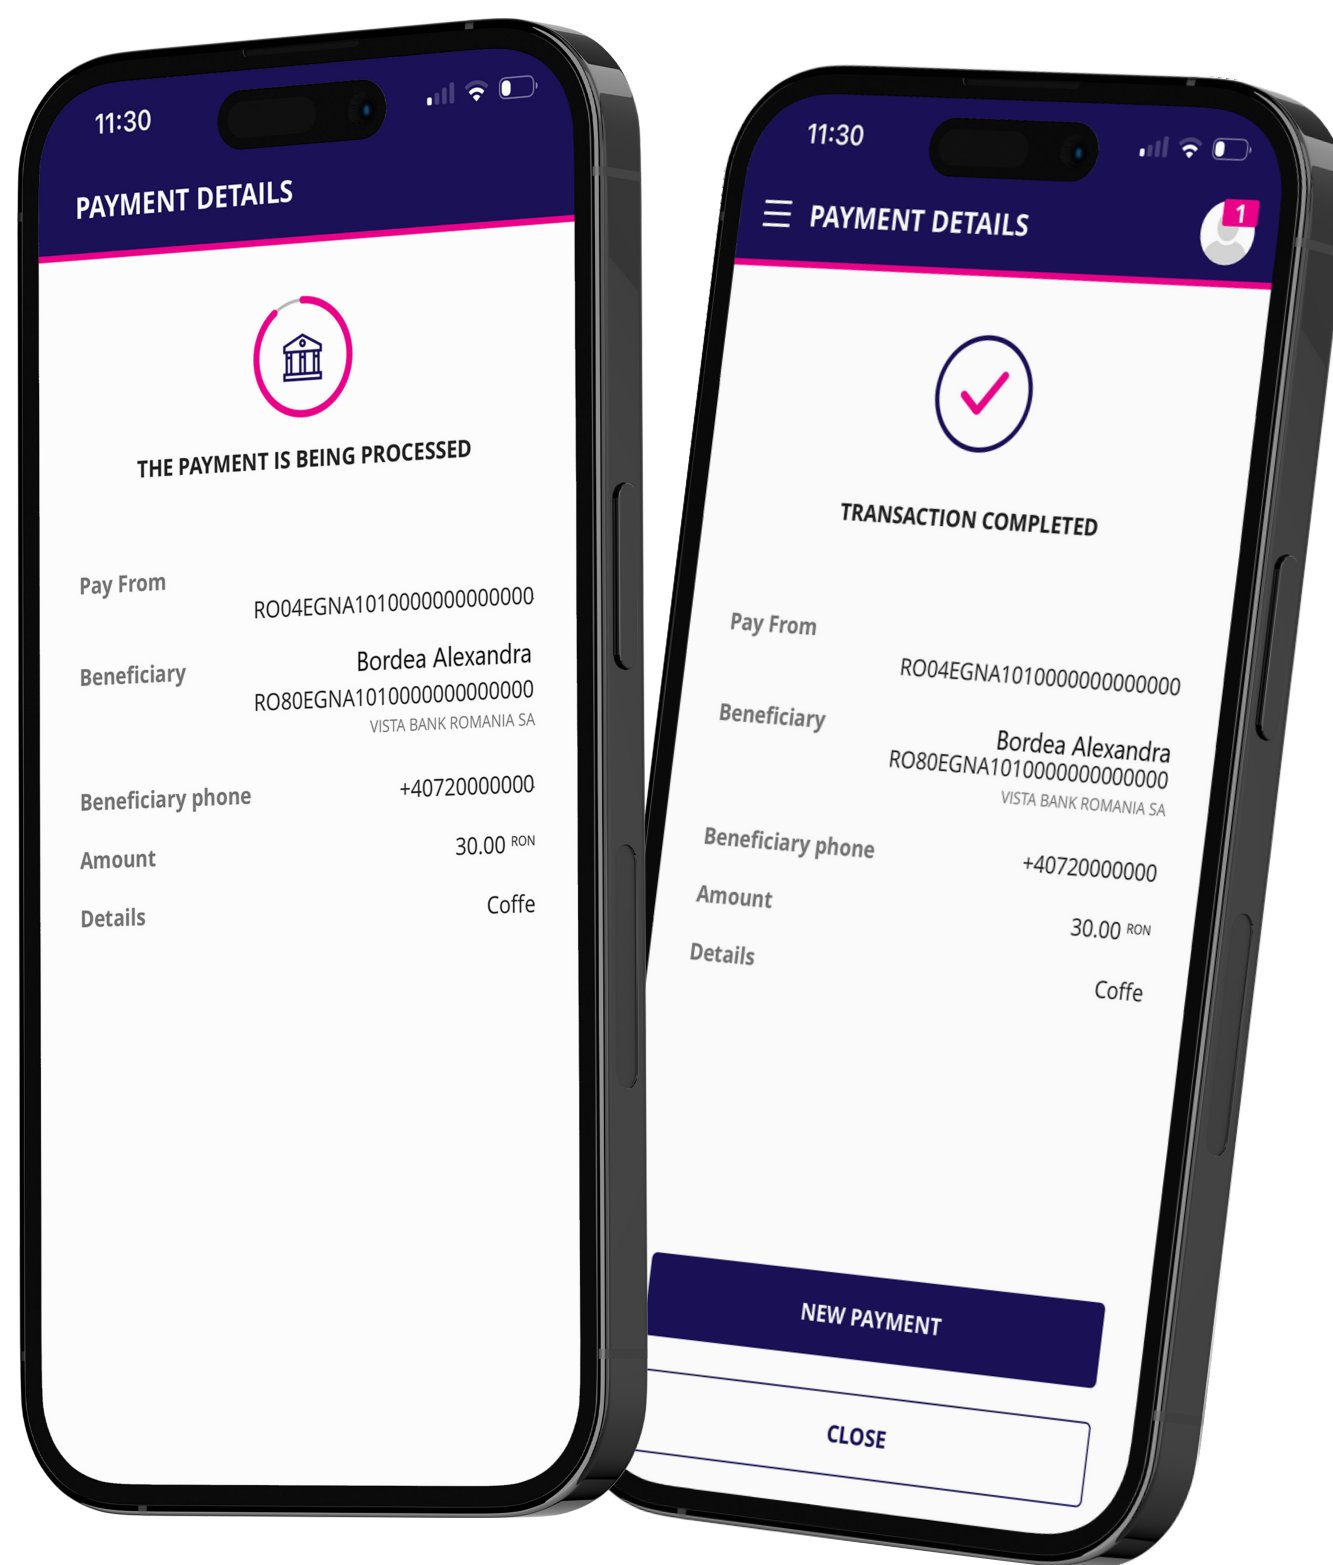 11:30
PAYMENT DETAILS
THE PAYMENT IS BEING PROCESSED
Pay From
RO04EGNA1010000000000000
Beneficiary
Bordea Alexandra
RO80EGNA1010000000000000
VISTA BANK ROMANIA SA
Beneficiary phone
+40720000000
Amount
30.00 RON
Details
Coffe
11:30
PAYMENT DETAILS
1
TRANSACTION COMPLETED
Pay From
RO04EGNA1010000000000000
Beneficiary
Bordea Alexandra
RO80EGNA1010000000000000
VISTA BANK ROMANIA SA
Beneficiary phone
+40720000000
Amount
30.00 RON
Details
Coffe
NEW PAYMENT
CLOSE